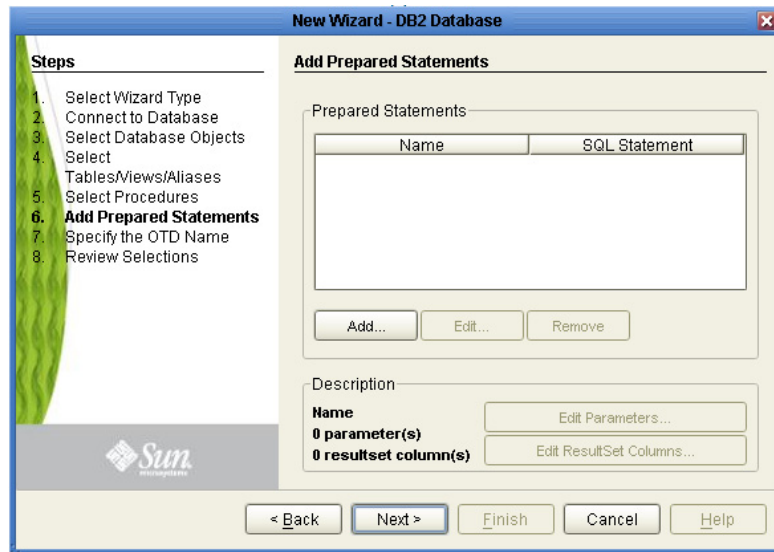 New Wizard - DB2 Database
Steps
1. Select Wizard Type
2. Connect to Database
3. Select Database Objects
4. Select
Tables/Views/Aliases
5. Select Procedures
6. Add Prepared Statements
7. Specify the OTD Name
8. Review Selections
Sun
microsystems
Add Prepared Statements
Prepared Statements
Name SQL Statement
Add... Edit... Remove
Description
Name
0 parameter(s)
0 resultset column(s)
Edit Parameters...
Edit ResultSet Columns...
< Back Next > Finish Cancel Help